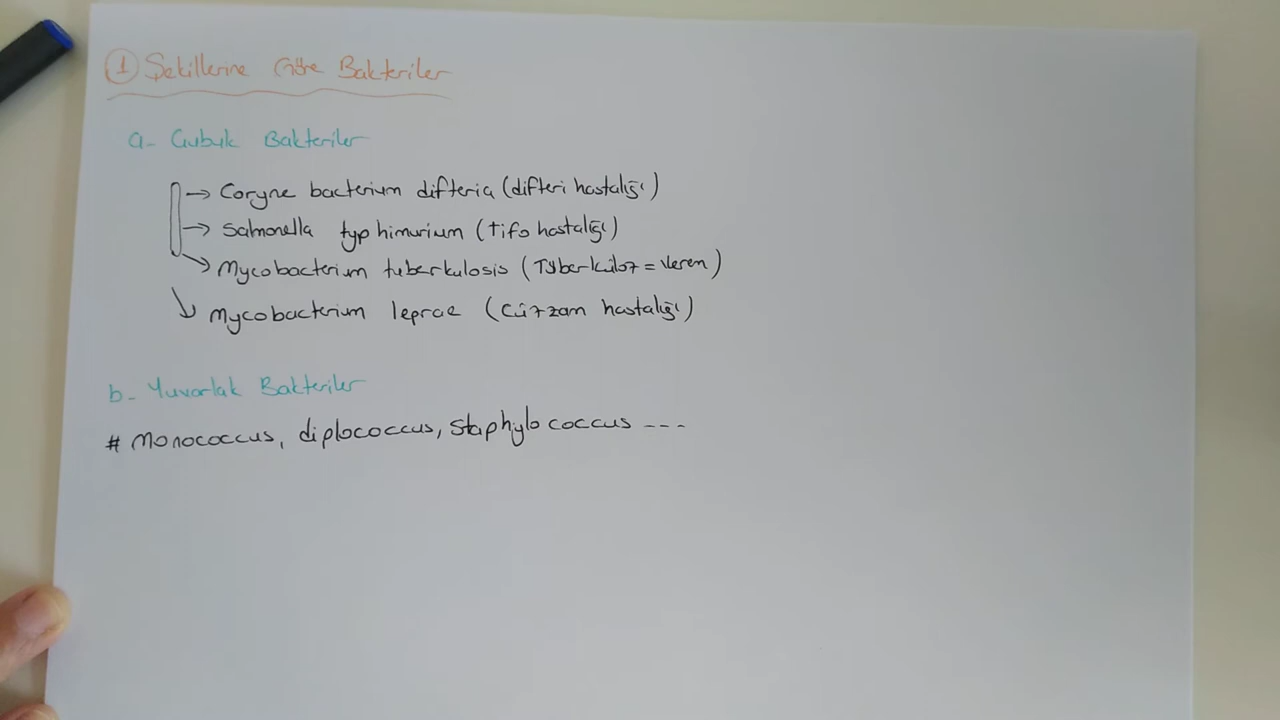 ① Şekillerine Göre Bakteriler
a- Çubuk Bakteriler
→ Coryne bacterium difteria (difteri hastalığı)
→ Salmonella typhimurium (tifo hastalığı)
→ Mycobacterium tuberkulosis (Tüberküloz = Verem)
→ Mycobacterium leprae (Cüzzam hastalığı)
b- Yuvarlak Bakteriler
# Monococcus, diplococcus, staphylococcus ---